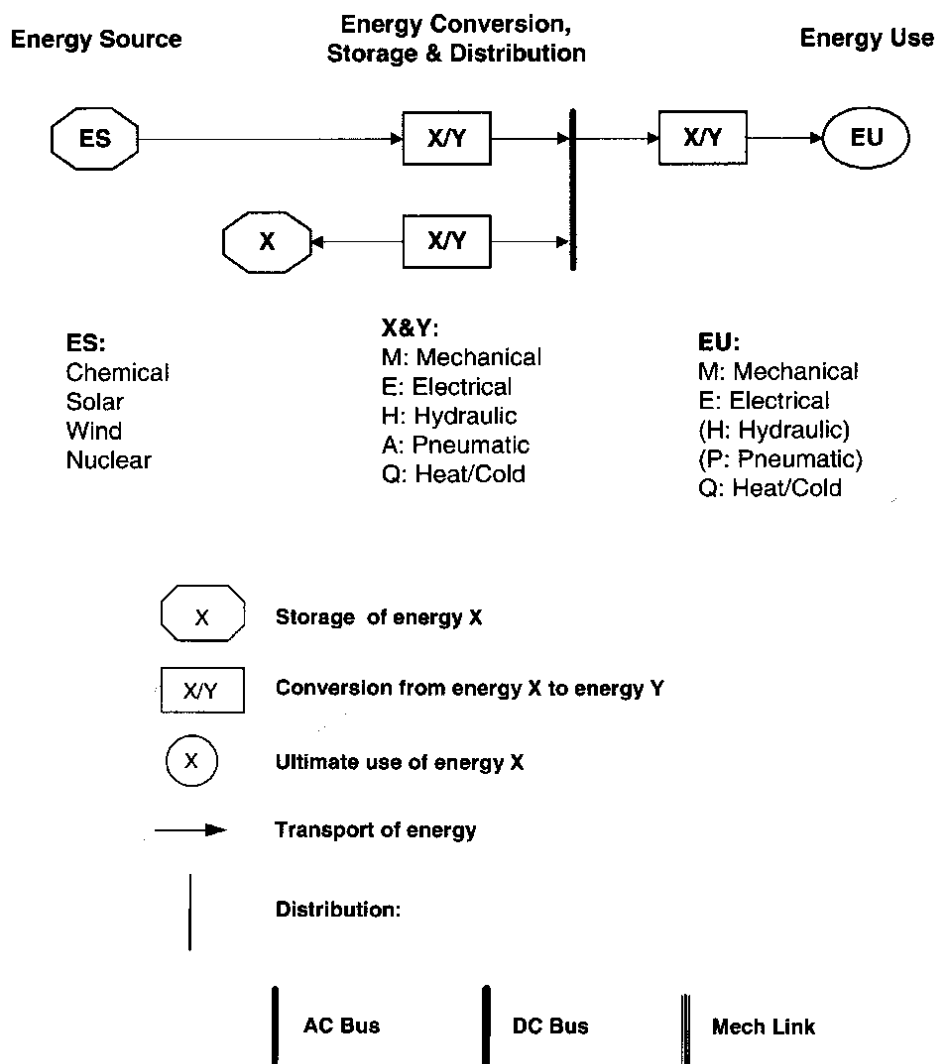 Energy Source
Energy Conversion,
Storage & Distribution
Energy Use
ES
X/Y
X/Y
EU
X
X/Y
ES:
Chemical
Solar
Wind
Nuclear
X&Y:
M: Mechanical
E: Electrical
H: Hydraulic
A: Pneumatic
Q: Heat/Cold
EU:
M: Mechanical
E: Electrical
(H: Hydraulic)
(P: Pneumatic)
Q: Heat/Cold
X
Storage of energy X
X/Y
Conversion from energy X to energy Y
X
Ultimate use of energy X
Transport of energy
Distribution:
AC Bus
DC Bus
Mech Link